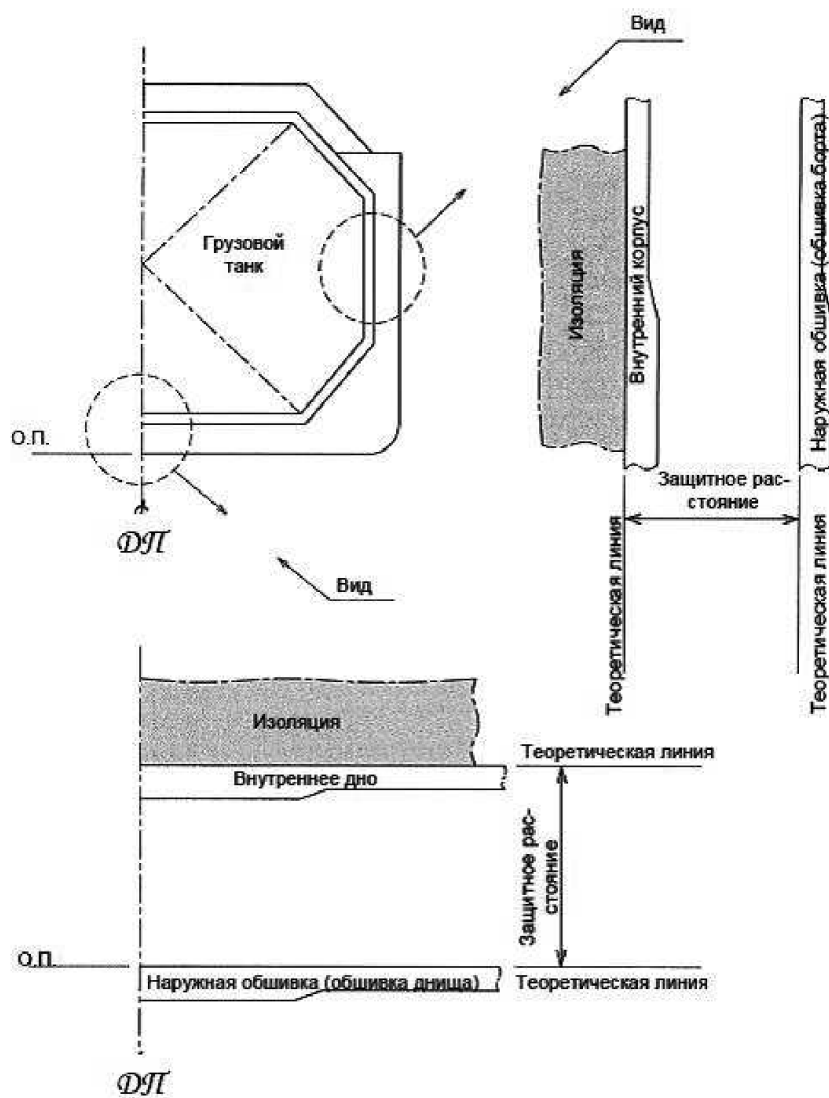 Вид
Грузовой
танк
О.П.
ДП
Изоляция
Внутренний корпус
Наружная обшивка (обшивка борта)
Защитное рас-
стояние
Теоретическая линия
Теоретическая линия
Вид
Изоляция
Внутреннее дно
Теоретическая линия
Защитное рас-
стояние
О.П.
Наружная обшивка (обшивка днища)
Теоретическая линия
ДП